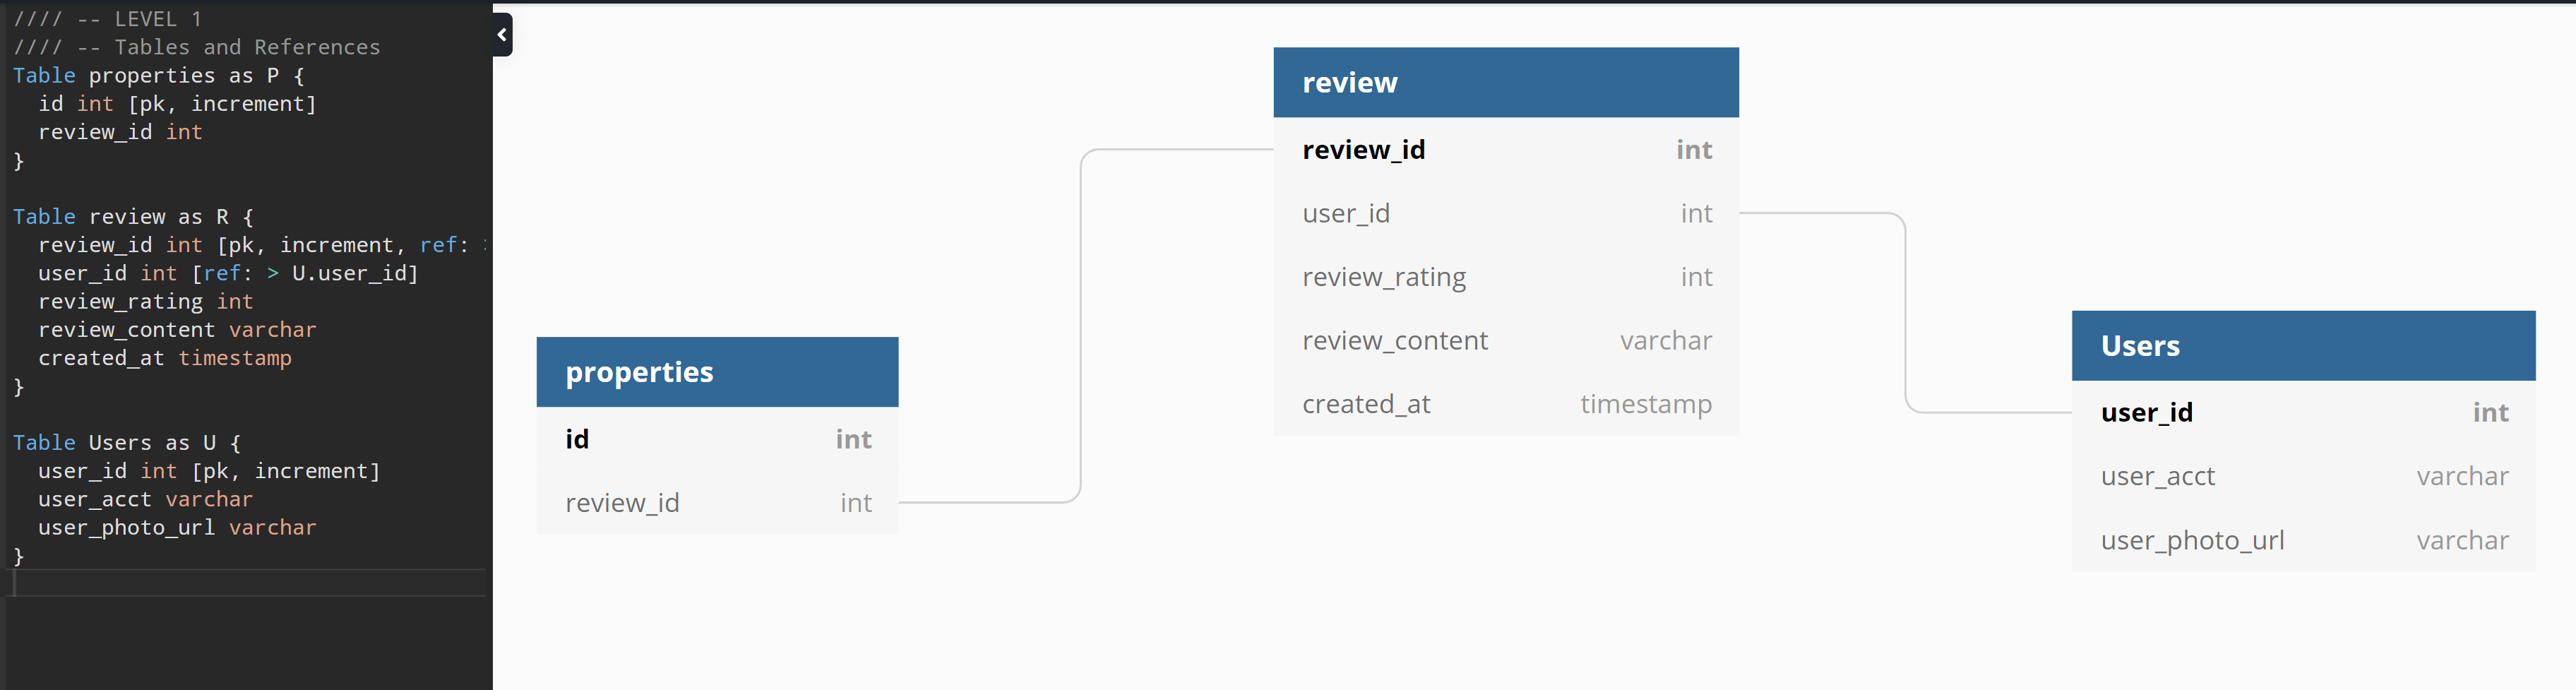 //// -- LEVEL 1
//// -- Tables and References
Table properties as P {
  id int [pk, increment]
  review_id int
}
Table review as R {
  review_id int [pk, increment, ref:
  user_id int [ref: > U.user_id]
  review_rating int
  review_content varchar
  created_at timestamp
}
Table Users as U {
  user_id int [pk, increment]
  user_acct varchar
  user_photo_url varchar
}
properties
id int
review_id int
review
review_id int
user_id int
review_rating int
review_content varchar
created_at timestamp
Users
user_id int
user_acct varchar
user_photo_url varchar